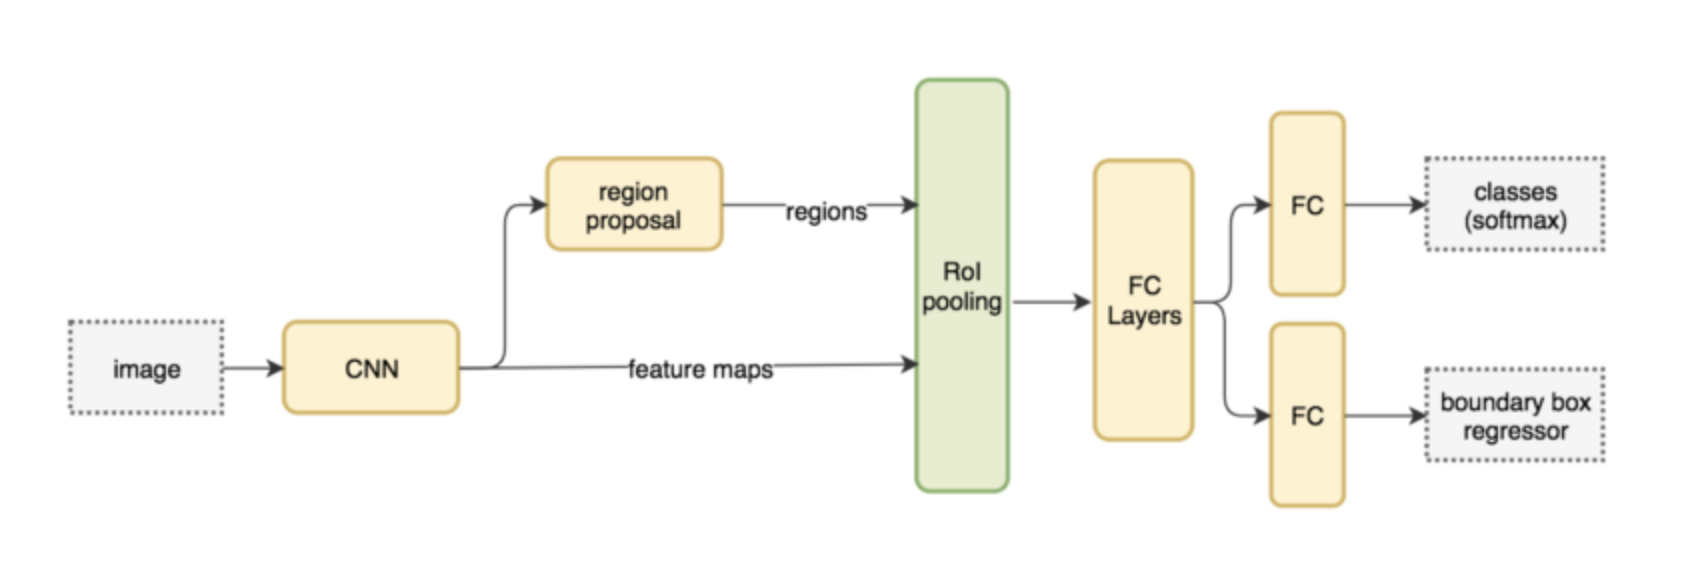 image
CNN
region
proposal
regions
feature maps
RoI
pooling
FC
Layers
FC
classes
(softmax)
FC
boundary box
regressor